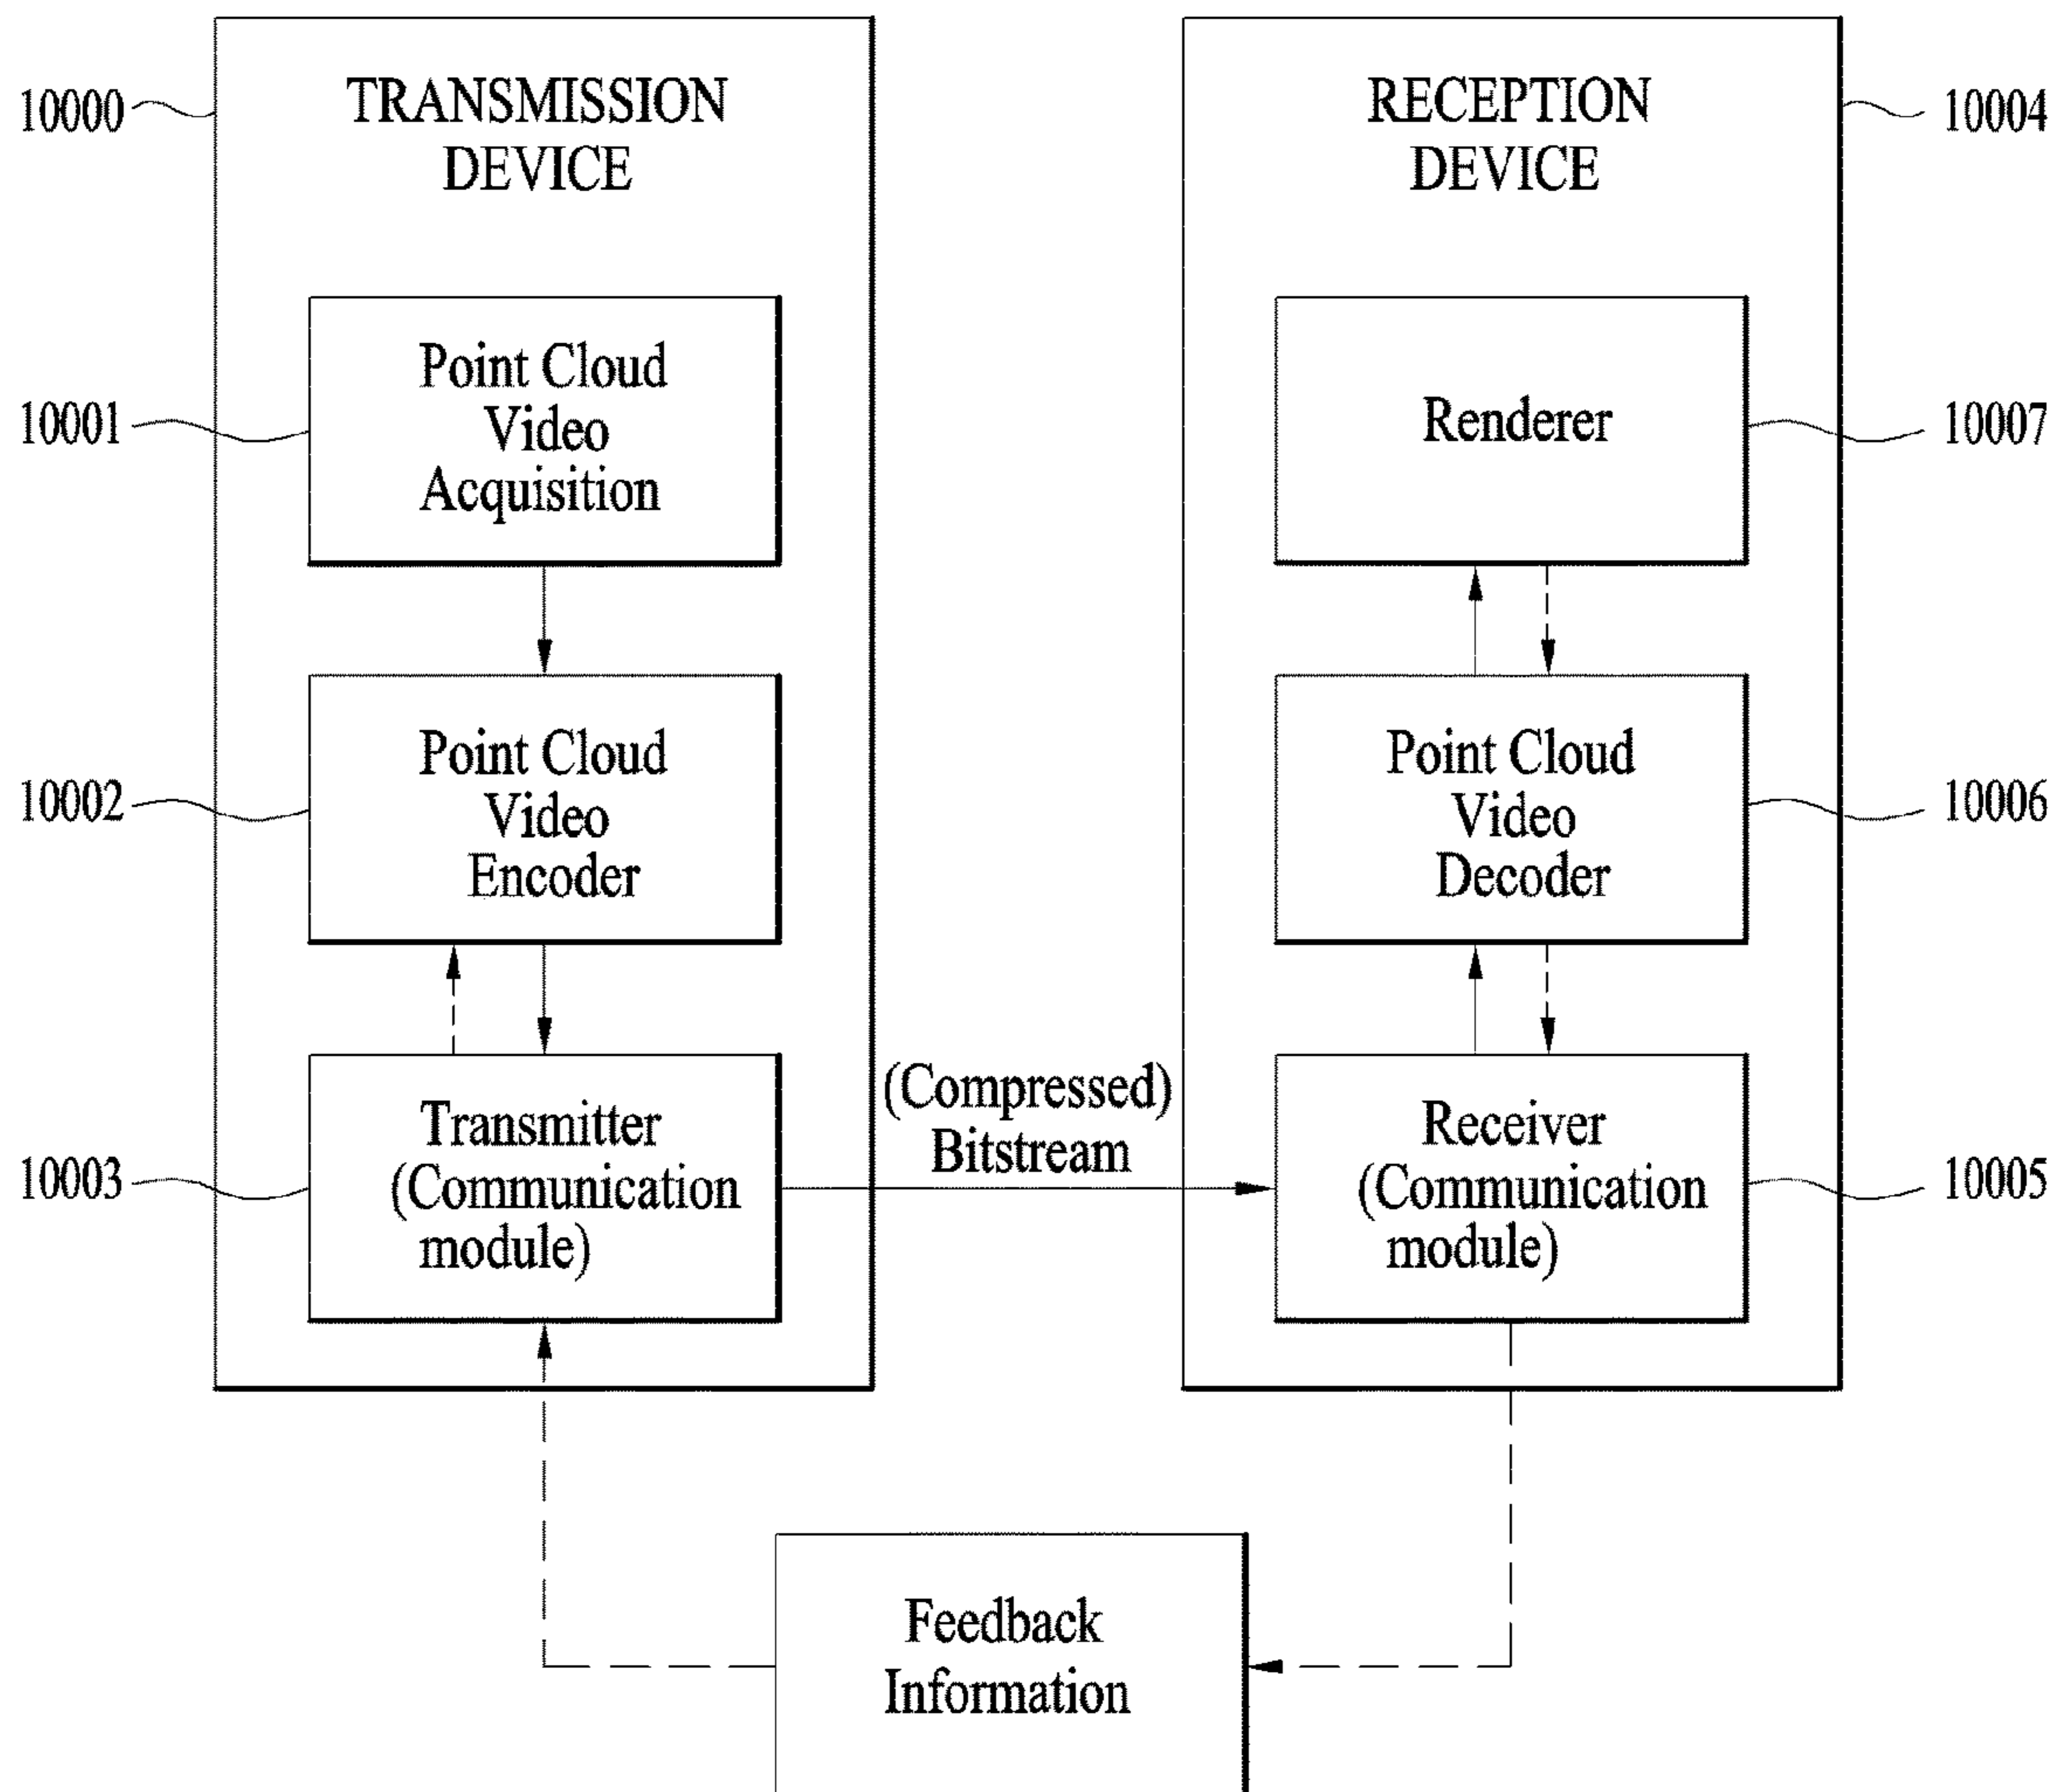 TRANSMISSION
DEVICE
10000
Point Cloud
Video
Acquisition
10001
Point Cloud
Video
Encoder
10002
Transmitter
(Communication
module)
10003
(Compressed)
Bitstream
RECEPTION
DEVICE
10004
Renderer
10007
Point Cloud
Video
Decoder
10006
Receiver
(Communication
module)
10005
Feedback
Information